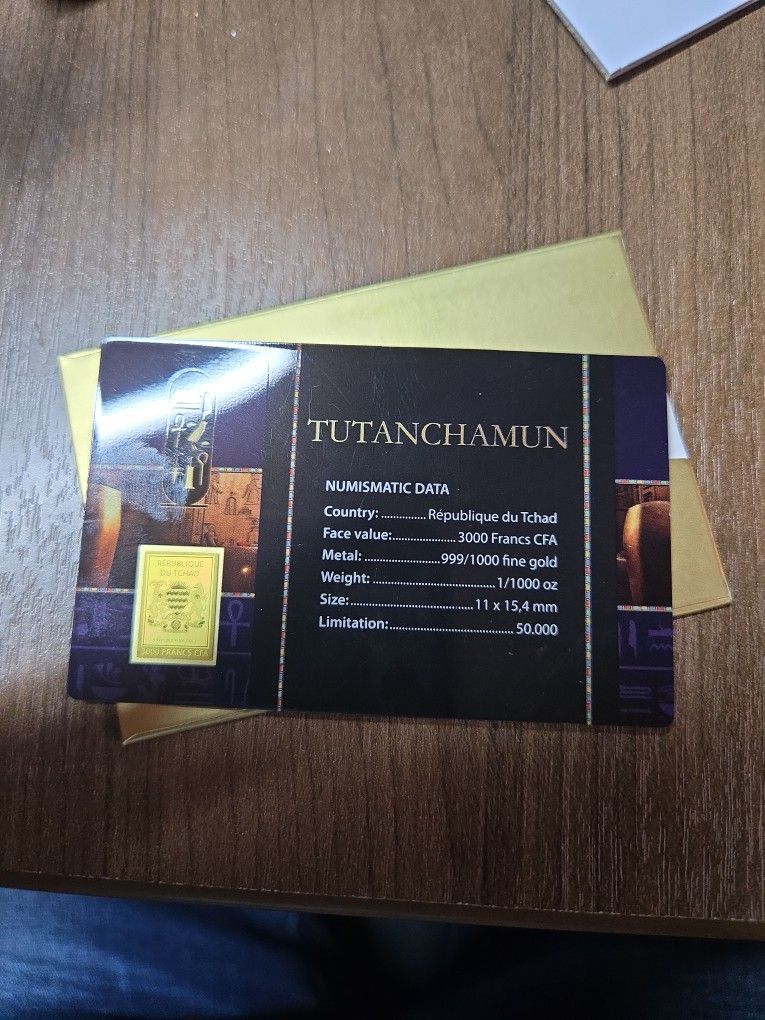 TUTANCHAMUN
NUMISMATIC DATA
Country: ..............République du Tchad
Face value:....................3000 Francs CFA
Metal: .......................999/1000 fine gold
Weight: .....................................1/1000 oz
Size:.....................................11 x 15,4 mm
Limitation:...................................... 50.000
RÉPUBLIQUE
DU TCHAD
3000 FRANCS CFA